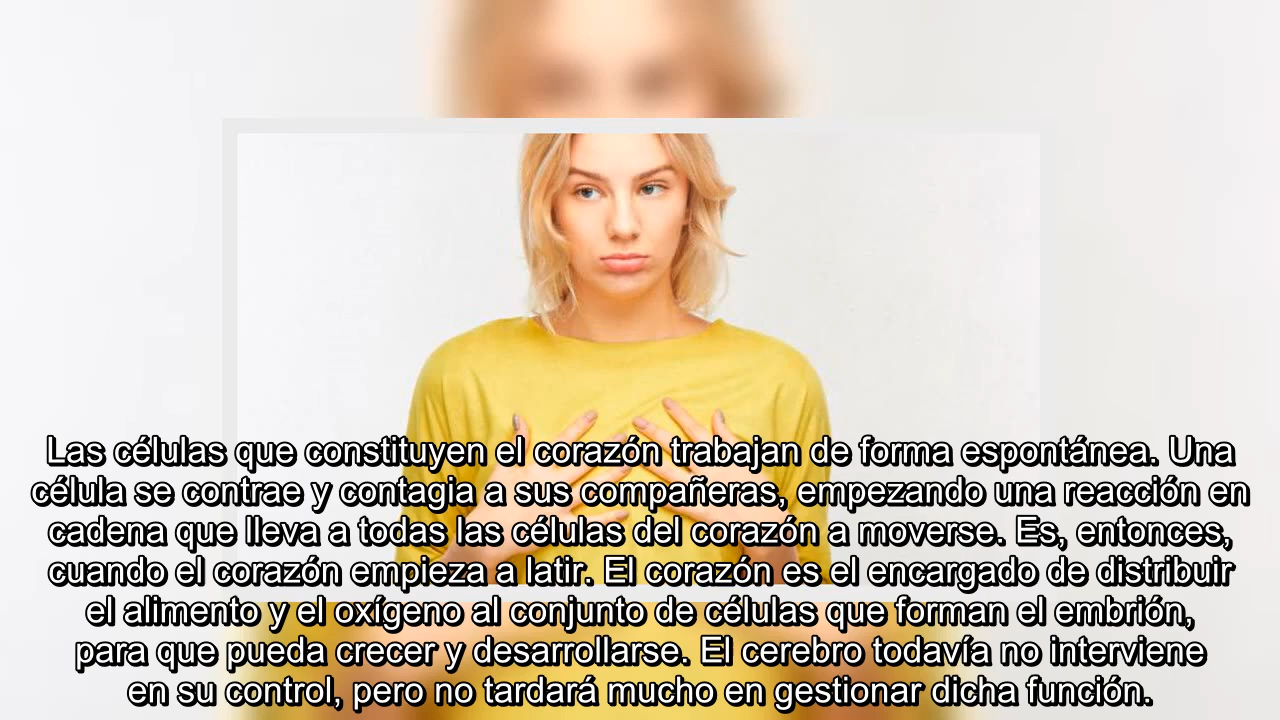 Las células que constituyen el corazón trabajan de forma espontánea. Una
célula se contrae y contagia a sus compañeras, empezando una reacción en
cadena que lleva a todas las células del corazón a moverse. Es, entonces,
cuando el corazón empieza a latir. El corazón es el encargado de distribuir
el alimento y el oxígeno al conjunto de células que forman el embrión,
para que pueda crecer y desarrollarse. El cerebro todavía no interviene
en su control, pero no tardará mucho en gestionar dicha función.